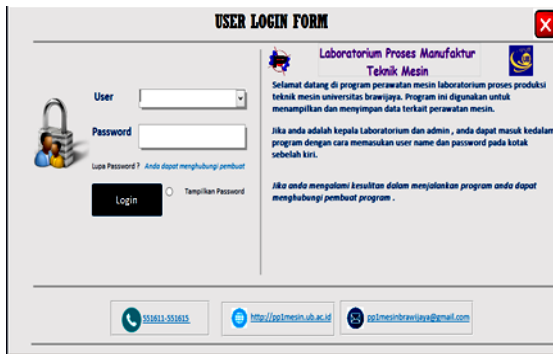 USER LOGIN FORM
X
User
Password
Lupa Password ? Anda dapat menghubungi pembuat
Login
Tampilkan Password
Laboratorium Proses Manufaktur
Teknik Mesin
Selamat datang di program perawatan mesin laboratorium proses produksi
teknik mesin universitas brawijaya. Program ini digunakan untuk
menampilkan dan menyimpan data terkait perawatan mesin.
Jika anda adalah kepala Laboratorium dan admin , anda dapat masuk kedalam
program dengan cara memasukan user name dan password pada kotak
sebelah kiri.
Jika anda mengalami kesulitan dalam menjalankan program anda dapat
menghubungi pembuat program .
551611-551615
http://pp1mesin.ub.ac.id
pp1mesinbrawijaya@gmail.com